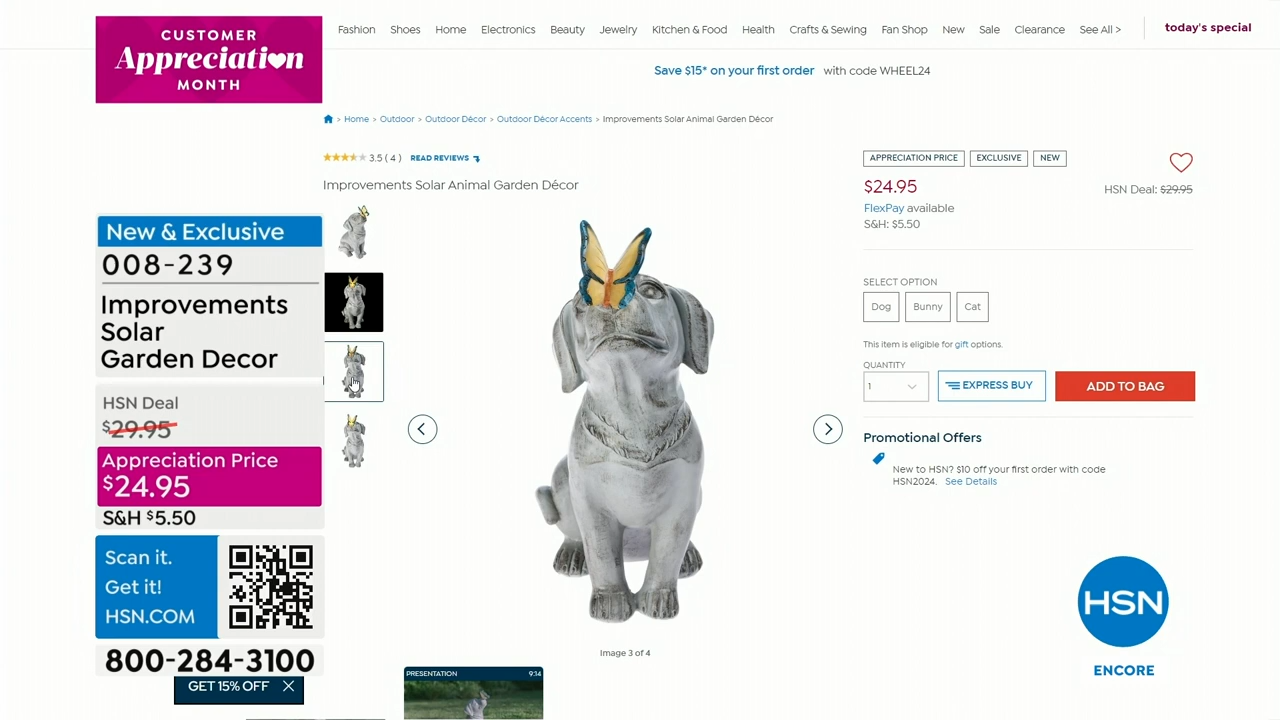 CUSTOMER
Appreciation
MONTH
Fashion Shoes Home Electronics Beauty Jewelry Kitchen & Food Health Crafts & Sewing Fan Shop New Sale Clearance See All > today's special
Save $15* on your first order with code WHEEL24
> Home > Outdoor > Outdoor Décor > Outdoor Décor Accents > Improvements Solar Animal Garden Décor
3.5 ( 4 ) READ REVIEWS
Improvements Solar Animal Garden Décor
APPRECIATION PRICE EXCLUSIVE NEW
$24.95
HSN Deal: $29.95
FlexPay available
S&H: $5.50
SELECT OPTION
Dog Bunny Cat
This item is eligible for gift options.
QUANTITY
1 EXPRESS BUY ADD TO BAG
Promotional Offers
New to HSN? $10 off your first order with code
HSN2024. See Details
New & Exclusive
008-239
Improvements
Solar
Garden Decor
HSN Deal
$29.95
Appreciation Price
$24.95
S&H $5.50
Scan it.
Get it!
HSN.COM
800-284-3100
GET 15% OFF
Image 3 of 4
PRESENTATION 9:14
HSN
ENCORE